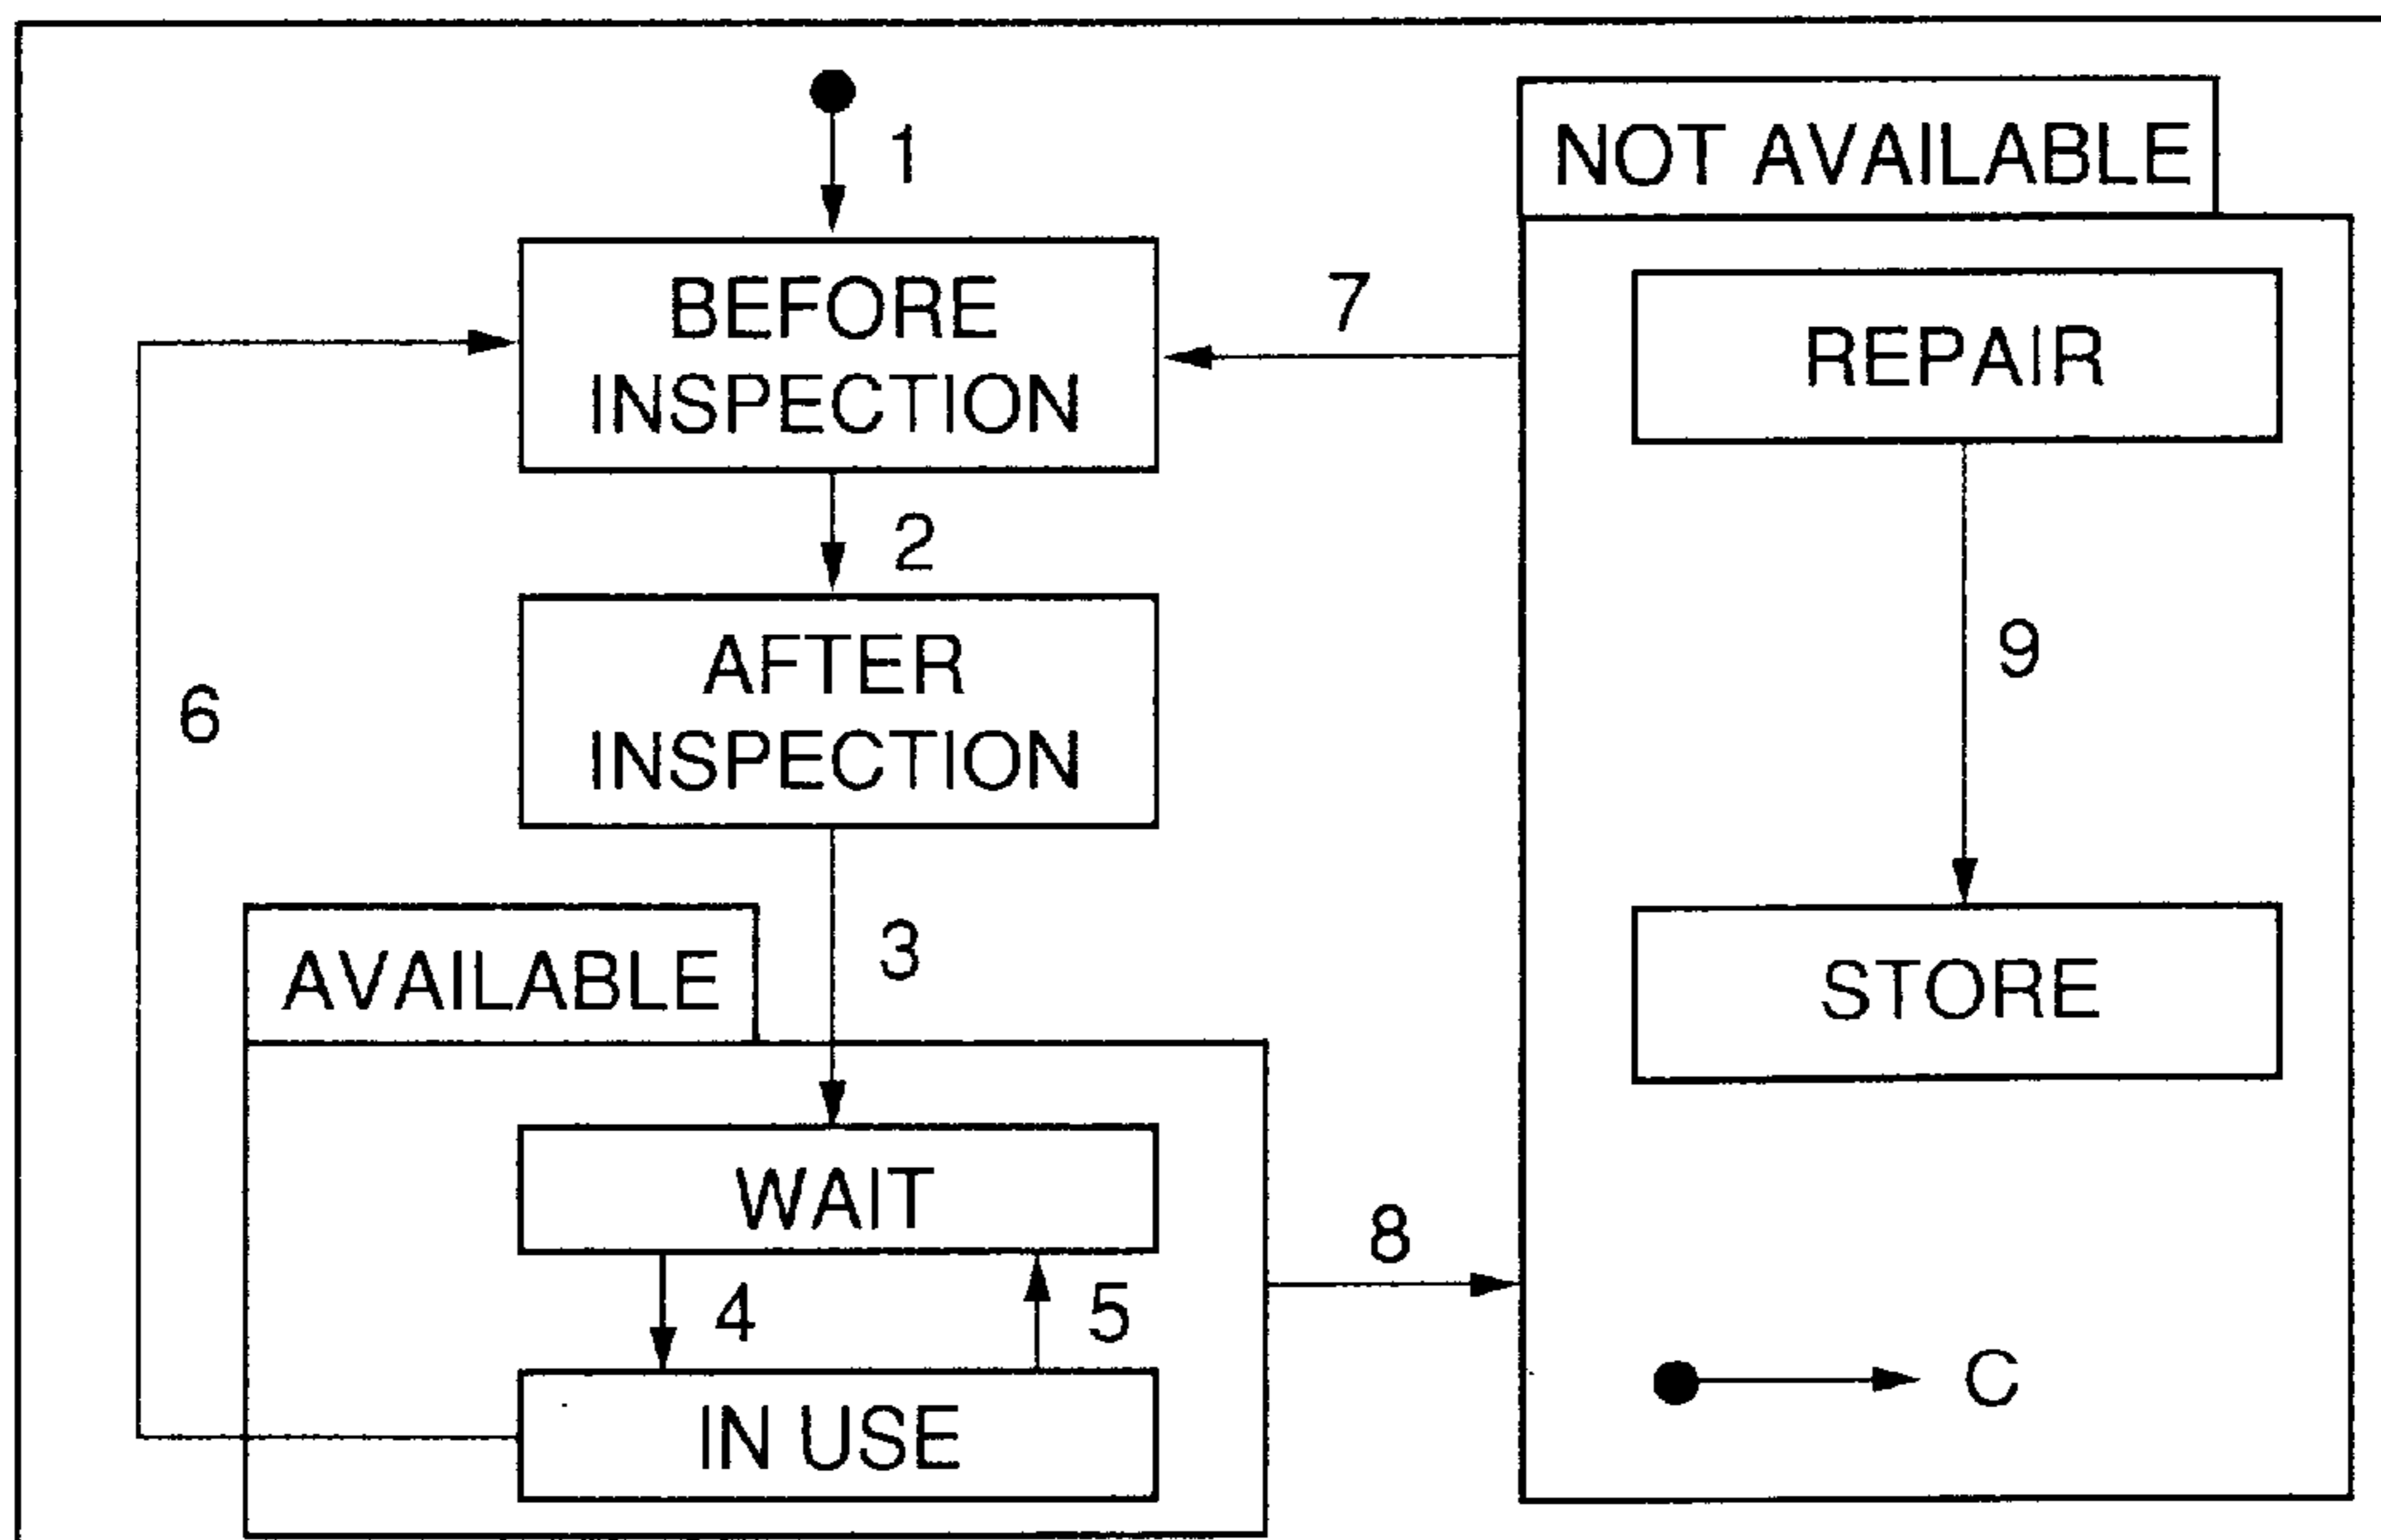 1
NOT AVAILABLE
BEFORE
INSPECTION
7
REPAIR
2
AFTER
INSPECTION
6
9
3
AVAILABLE
STORE
WAIT
8
4
5
C
IN USE